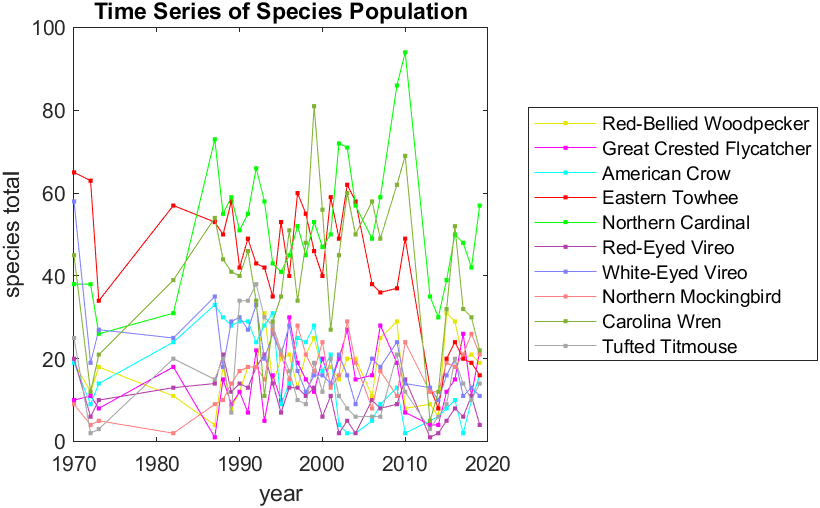 Time Series of Species Population
100
80
60
40
20
0
1970
1980
1990
2000
2010
2020
species total
year
Red-Bellied Woodpecker
Great Crested Flycatcher
American Crow
Eastern Towhee
Northern Cardinal
Red-Eyed Vireo
White-Eyed Vireo
Northern Mockingbird
Carolina Wren
Tufted Titmouse